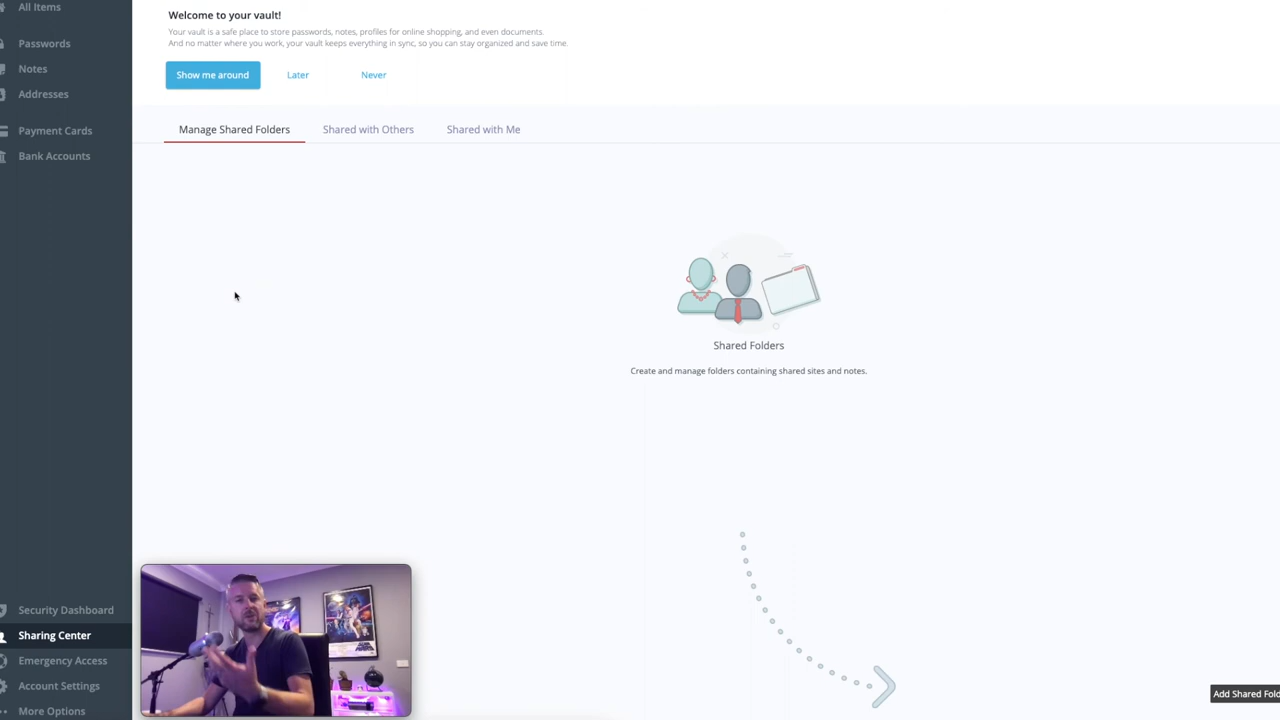 All Items
Passwords
Notes
Addresses
Payment Cards
Bank Accounts
Security Dashboard
Sharing Center
Emergency Access
Account Settings
More Options
Welcome to your vault!
Your vault is a safe place to store passwords, notes, profiles for online shopping, and even documents.
And no matter where you work, your vault keeps everything in sync, so you can stay organized and save time.
Show me around
Later
Never
Manage Shared Folders
Shared with Others
Shared with Me
Shared Folders
Create and manage folders containing shared sites and notes.
Add Shared Fold